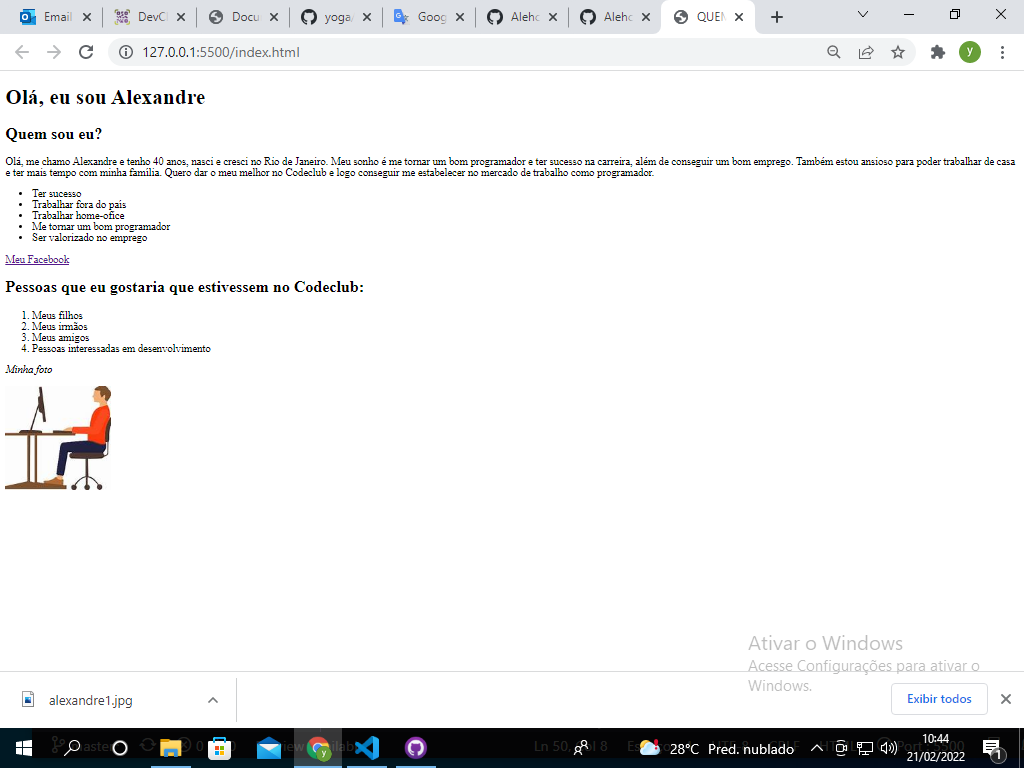 Email
DevCl
Docu
yoga/
Goog
Aleho
Aleho
QUEM
127.0.0.1:5500/index.html
y
Olá, eu sou Alexandre
Quem sou eu?
Olá, me chamo Alexandre e tenho 40 anos, nasci e cresci no Rio de Janeiro. Meu sonho é me tornar um bom programador e ter sucesso na carreira, além de conseguir um bom emprego. Também estou ansioso para poder trabalhar de casa
e ter mais tempo com minha família. Quero dar o meu melhor no Codeclub e logo conseguir me estabelecer no mercado de trabalho como programador.
• Ter sucesso
• Trabalhar fora do país
• Trabalhar home-ofice
• Me tornar um bom programador
• Ser valorizado no emprego
Meu Facebook
Pessoas que eu gostaria que estivessem no Codeclub:
1. Meus filhos
2. Meus irmãos
3. Meus amigos
4. Pessoas interessadas em desenvolvimento
Minha foto
Ativar o Windows
Acesse Configurações para ativar o
Windows.
alexandre1.jpg
Exibir todos
28°C Pred. nublado
10:44
21/02/2022
1